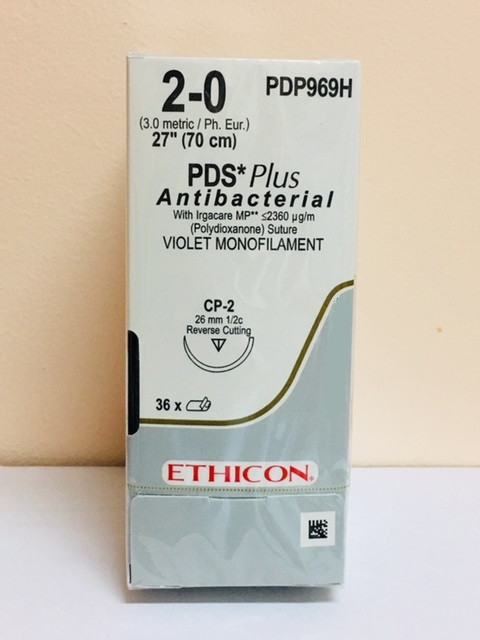 2-0
PDP969H
(3.0 metric / Ph. Eur.)
27" (70 cm)
PDS* Plus
Antibacterial
With Irgacare MP** ≤2360 µg/m
(Polydioxanone) Suture
VIOLET MONOFILAMENT
CP-2
26 mm 1/2c
Reverse Cutting
36 x
ETHICON